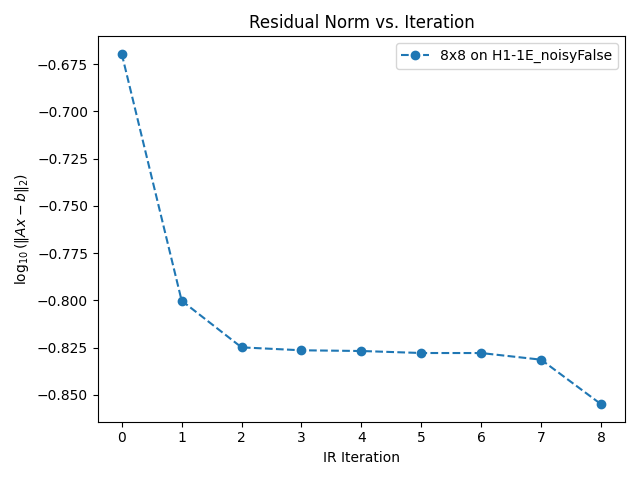 Residual Norm vs. Iteration
8x8 on H1-1E_noisyFalse
−0.675
−0.700
−0.725
−0.750
−0.775
−0.800
−0.825
−0.850
log₁₀(‖Ax − b‖₂)
0 1 2 3 4 5 6 7 8
IR Iteration